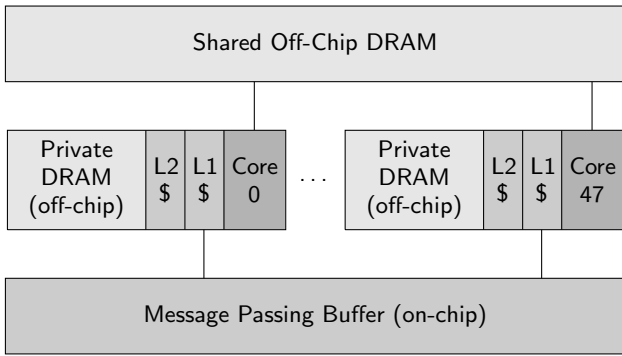 Shared Off-Chip DRAM
Private
DRAM
(off-chip)
L2
$
L1
$
Core
0
...
Private
DRAM
(off-chip)
L2
$
L1
$
Core
47
Message Passing Buffer (on-chip)